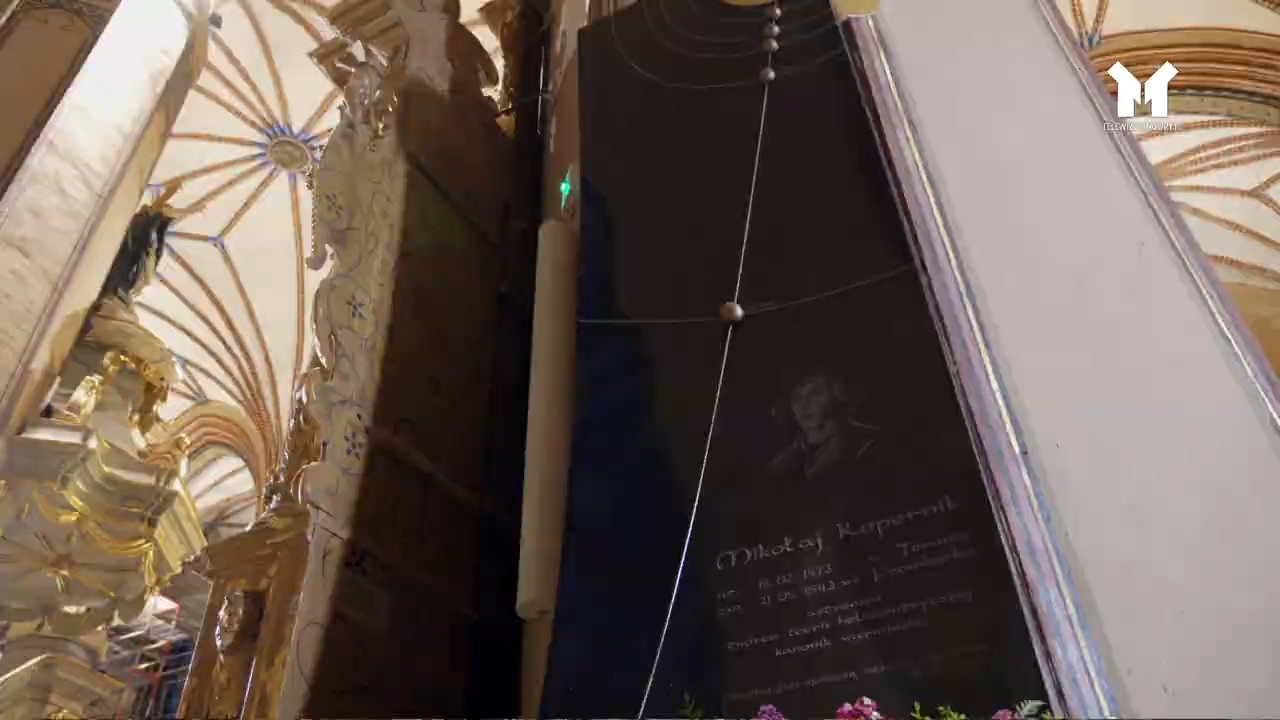 Mikołaj Kopernik
ur. 19.02.1473 Toruniu
zm. 21.05.1543 we Fromborku
astronom
twórca teorii heliocentrycznej
kanonik warmiński